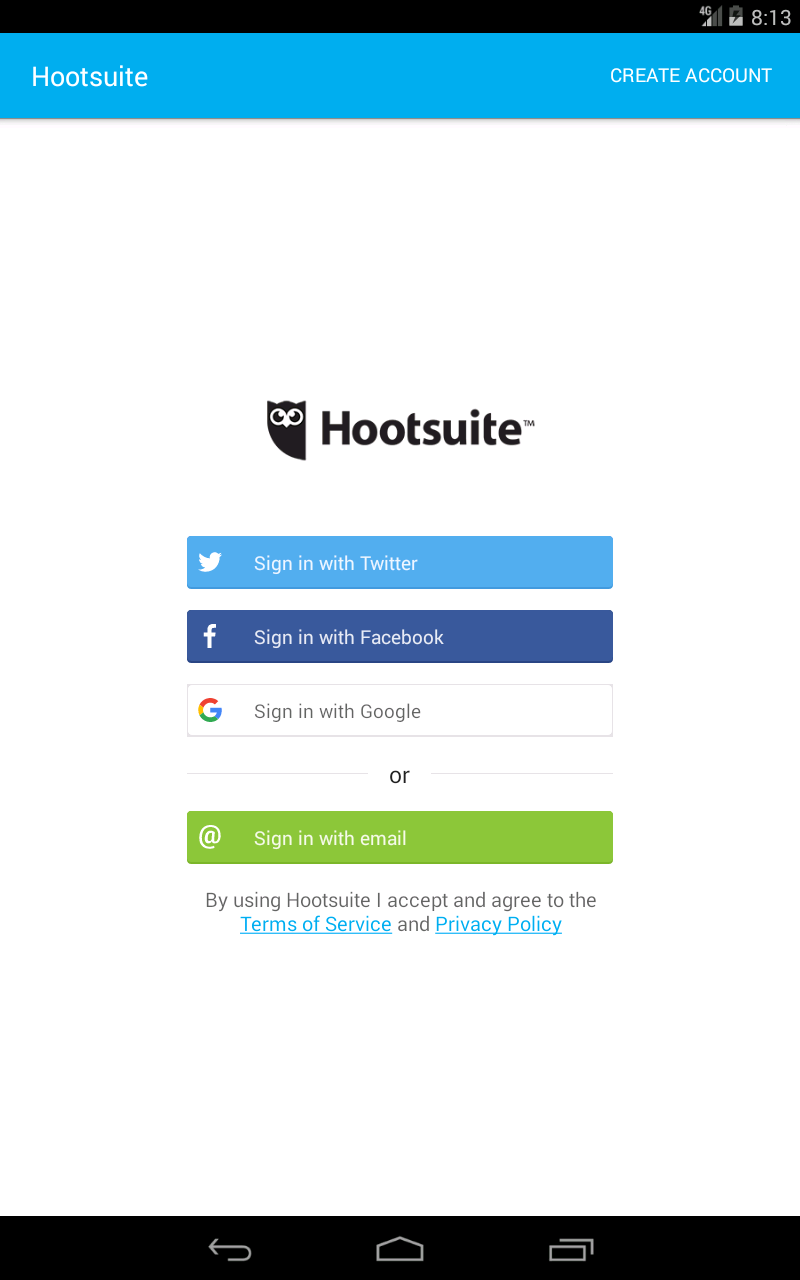 4G 8:13
Hootsuite CREATE ACCOUNT
Hootsuite™
Sign in with Twitter
Sign in with Facebook
Sign in with Google
or
@ Sign in with email
By using Hootsuite I accept and agree to the
Terms of Service and Privacy Policy